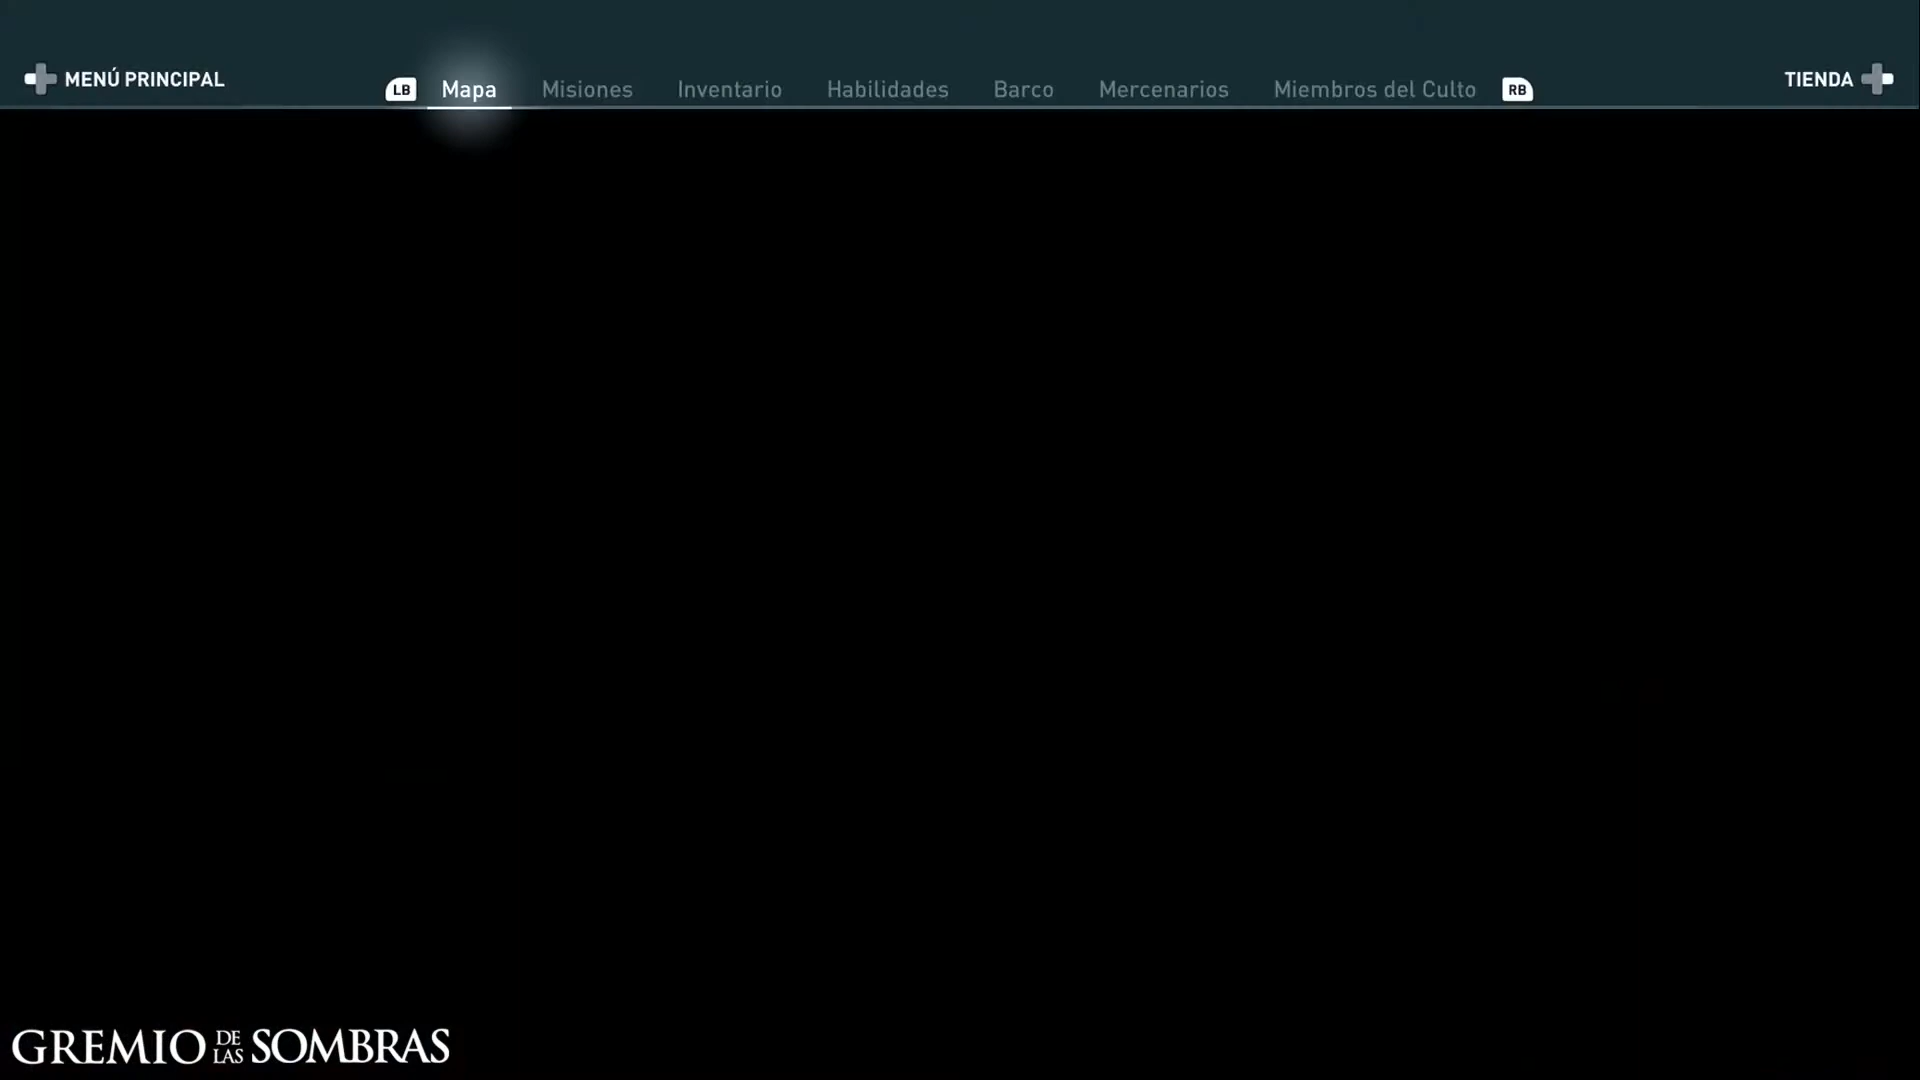 MENÚ PRINCIPAL
LB Mapa Misiones Inventario Habilidades Barco Mercenarios Miembros del Culto RB
TIENDA
GREMIO DE LAS SOMBRAS